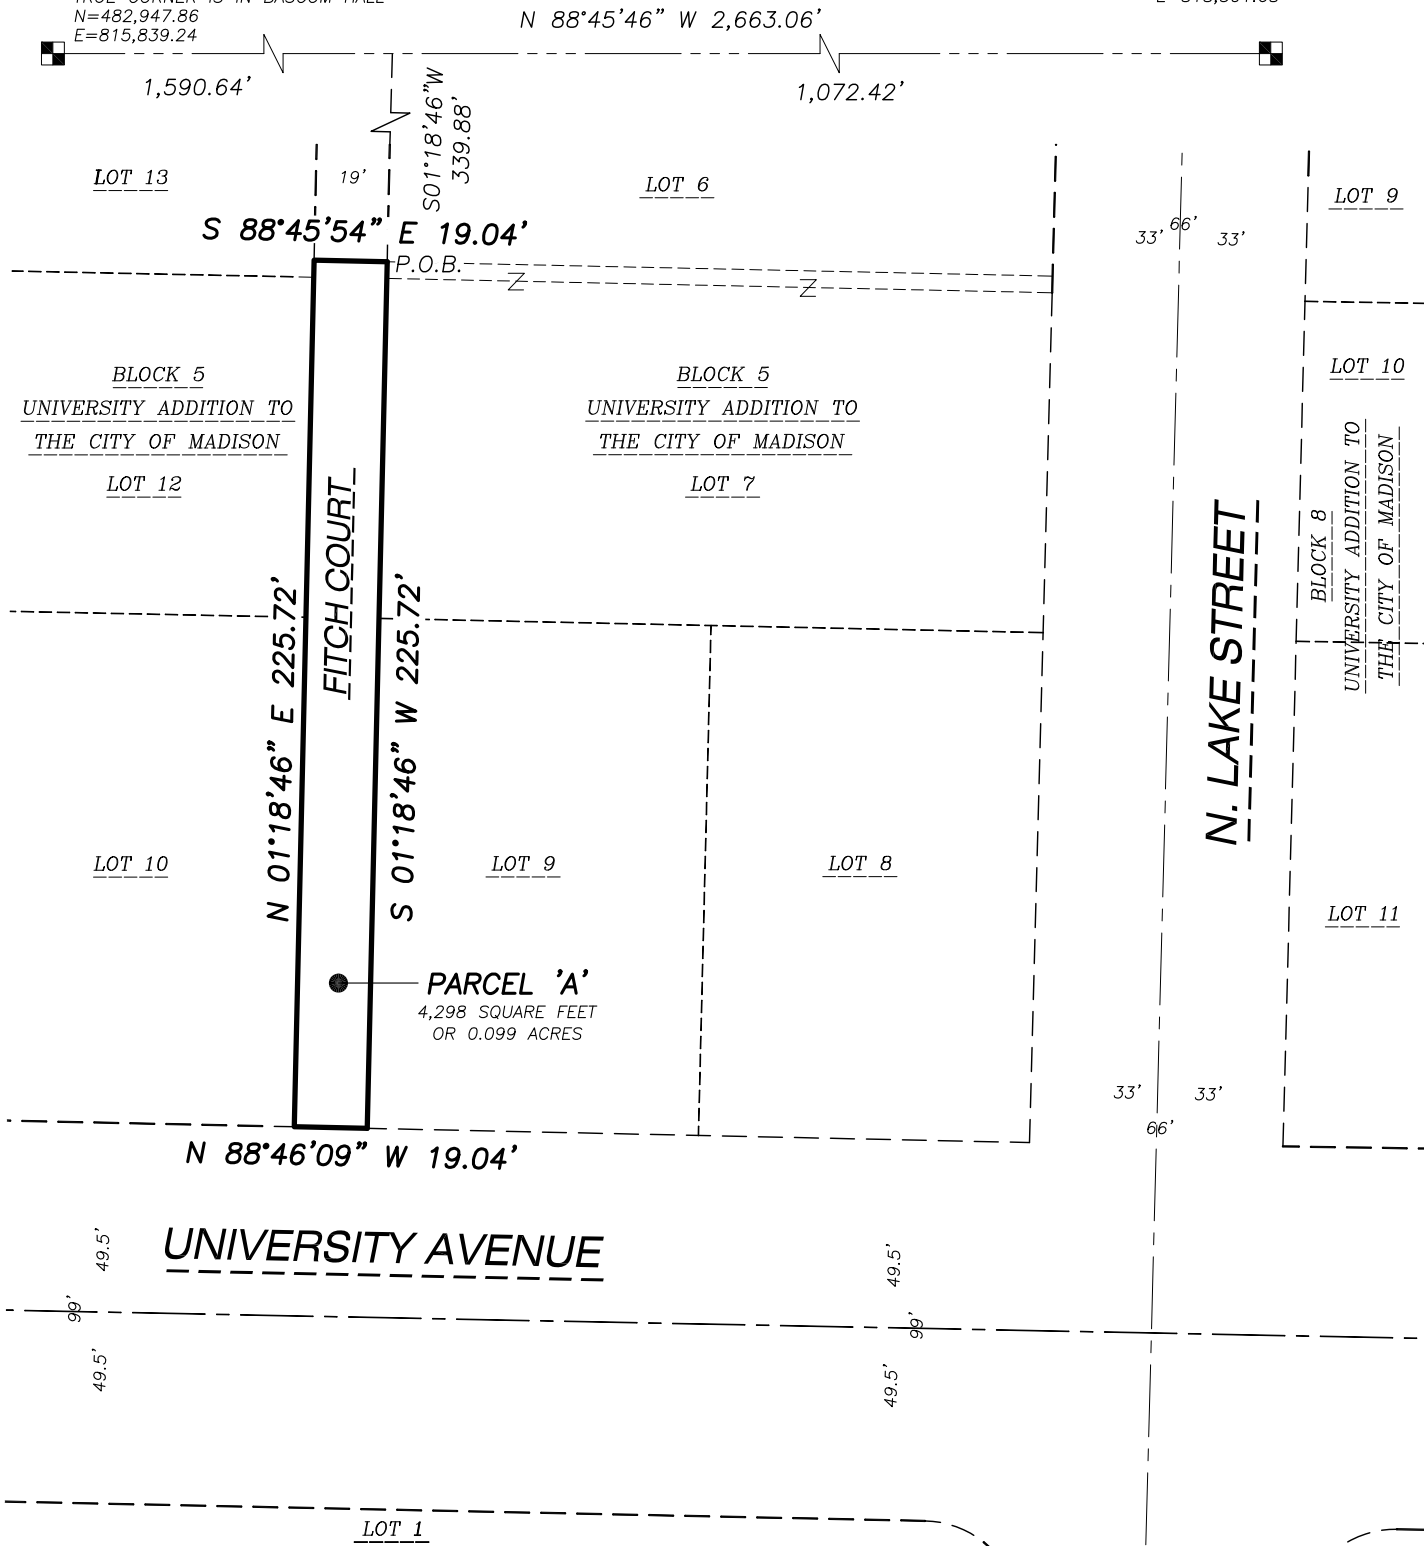 N=482,947.86
E=815,839.24
N 88°45'46" W 2,663.06'
1,590.64'
1,072.42'
S01°18'46"W
339.88'
LOT 13
19'
LOT 6
LOT 9
S 88°45'54" E 19.04'
33'
66'
33'
P.O.B.
BLOCK 5
UNIVERSITY ADDITION TO
THE CITY OF MADISON
LOT 12
BLOCK 5
UNIVERSITY ADDITION TO
THE CITY OF MADISON
LOT 7
LOT 10
BLOCK 8
UNIVERSITY ADDITION TO
THE CITY OF MADISON
FITCH COURT
N 01°18'46" E 225.72'
S 01°18'46" W 225.72'
N. LAKE STREET
LOT 10
LOT 9
LOT 8
LOT 11
PARCEL 'A'
4,298 SQUARE FEET
OR 0.099 ACRES
33'
33'
66'
N 88°46'09" W 19.04'
UNIVERSITY AVENUE
49.5'
99'
49.5'
49.5'
99'
49.5'
LOT 1